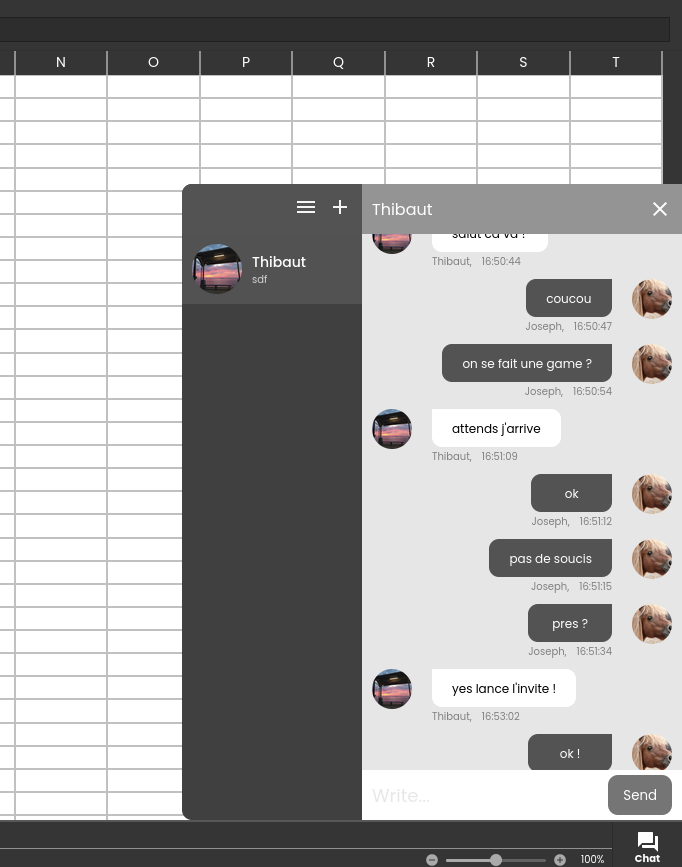 N O P Q R S T
Thibaut
Thibaut
sdf
salut ca va !
Thibaut, 16:50:44
coucou
Joseph, 16:50:47
on se fait une game ?
Joseph, 16:50:54
attends j'arrive
Thibaut, 16:51:09
ok
Joseph, 16:51:12
pas de soucis
Joseph, 16:51:15
pres ?
Joseph, 16:51:34
yes lance l'invite !
Thibaut, 16:53:02
ok !
Write...
Send
100%
Chat